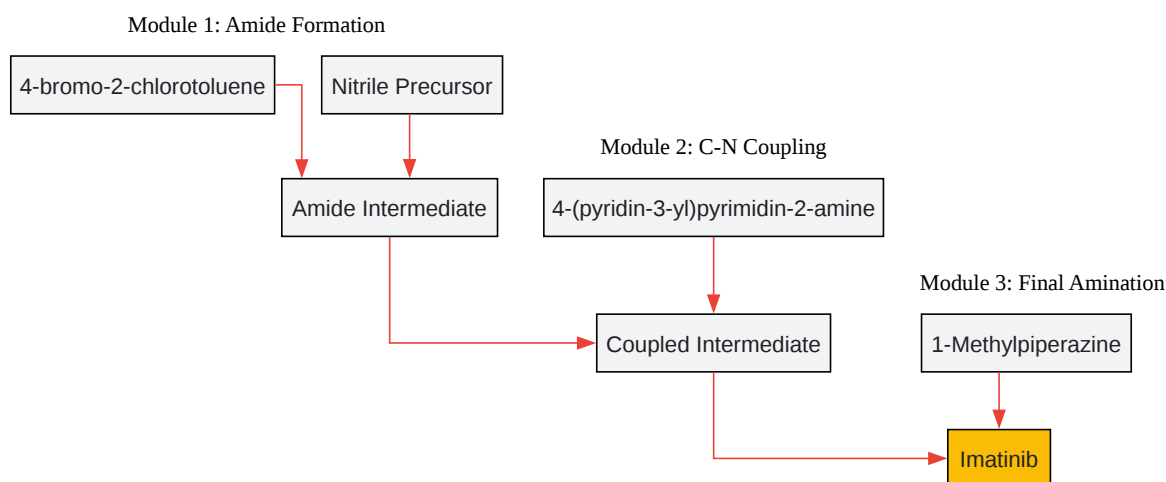 Module 1: Amide Formation
4-bromo-2-chlorotoluene
Nitrile Precursor
Module 2: C-N Coupling
Amide Intermediate
4-(pyridin-3-yl)pyrimidin-2-amine
Module 3: Final Amination
Coupled Intermediate
1-Methylpiperazine
Imatinib